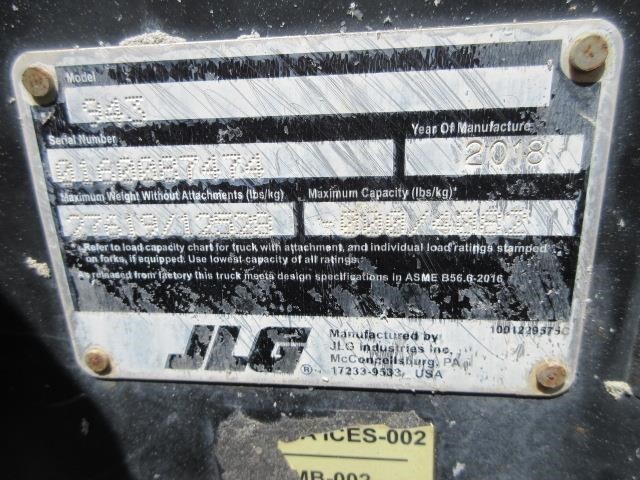 Model
943
Serial Number
Year Of Manufacture
0160087474
2018
Maximum Weight Without Attachments (lbs/kg)
Maximum Capacity (lbs/kg)*
*Refer to load capacity chart for truck with attachment, and individual load ratings stamped
on forks, if equipped. Use lowest capacity of all ratings.
As released from factory this truck meets design specifications in ASME B56.6-2016
JLG ®
Manufactured by
JLG Industries Inc.
McConnellsburg, PA
17233-9533 USA
1001229575C
ICES-002
MB-002